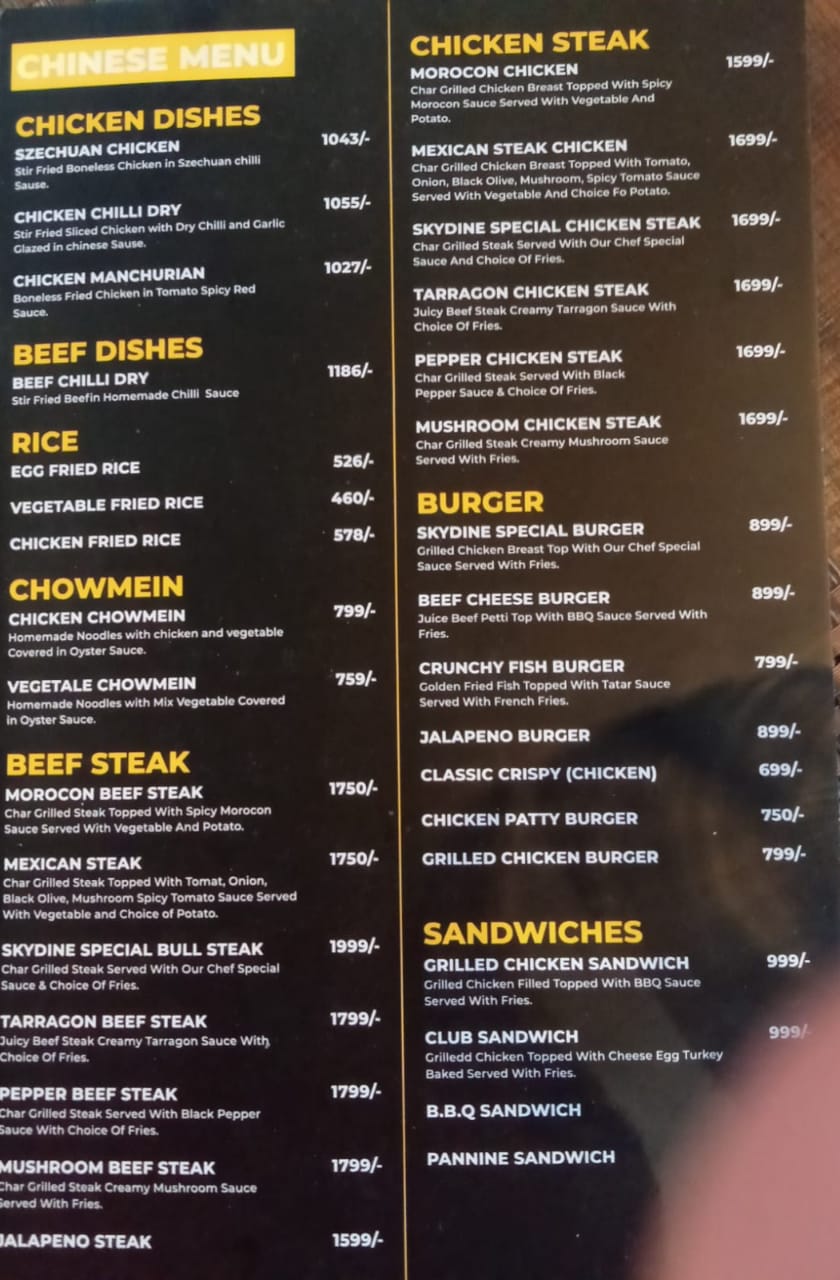 CHINESE MENU
CHICKEN DISHES
SZECHUAN CHICKEN 1043/-
Stir Fried Boneless Chicken in Szechuan chilli
Sause.
CHICKEN CHILLI DRY 1055/-
Stir Fried Sliced Chicken with Dry Chilli and Garlic
Glazed in chinese Sause.
CHICKEN MANCHURIAN 1027/-
Boneless Fried Chicken in Tomato Spicy Red
Sauce.
BEEF DISHES
BEEF CHILLI DRY 1186/-
Stir Fried Beefin Homemade Chilli Sauce
RICE
EGG FRIED RICE 526/-
VEGETABLE FRIED RICE 460/-
CHICKEN FRIED RICE 578/-
CHOWMEIN
CHICKEN CHOWMEIN 799/-
Homemade Noodles with chicken and vegetable
Covered in Oyster Sauce.
VEGETALE CHOWMEIN 759/-
Homemade Noodles with Mix Vegetable Covered
in Oyster Sauce.
BEEF STEAK
MOROCON BEEF STEAK 1750/-
Char Grilled Steak Topped With Spicy Morocon
Sauce Served With Vegetable And Potato.
MEXICAN STEAK 1750/-
Char Grilled Steak Topped With Tomat, Onion,
Black Olive, Mushroom Spicy Tomato Sauce Served
With Vegetable and Choice of Potato.
SKYDINE SPECIAL BULL STEAK 1999/-
Char Grilled Steak Served With Our Chef Special
Sauce & Choice Of Fries.
TARRAGON BEEF STEAK 1799/-
Juicy Beef Steak Creamy Tarragon Sauce With
Choice Of Fries.
PEPPER BEEF STEAK 1799/-
Char Grilled Steak Served With Black Pepper
Sauce With Choice Of Fries.
MUSHROOM BEEF STEAK 1799/-
Char Grilled Steak Creamy Mushroom Sauce
Served With Fries.
JALAPENO STEAK 1599/-
CHICKEN STEAK
MOROCON CHICKEN 1599/-
Char Grilled Chicken Breast Topped With Spicy
Morocon Sauce Served With Vegetable And
Potato.
MEXICAN STEAK CHICKEN 1699/-
Char Grilled Chicken Breast Topped With Tomato,
Onion, Black Olive, Mushroom, Spicy Tomato Sauce
Served With Vegetable And Choice Fo Potato.
SKYDINE SPECIAL CHICKEN STEAK 1699/-
Char Grilled Steak Served With Our Chef Special
Sauce And Choice Of Fries.
TARRAGON CHICKEN STEAK 1699/-
Juicy Beef Steak Creamy Tarragon Sauce With
Choice Of Fries.
PEPPER CHICKEN STEAK 1699/-
Char Grilled Steak Served With Black
Pepper Sauce & Choice Of Fries.
MUSHROOM CHICKEN STEAK 1699/-
Char Grilled Steak Creamy Mushroom Sauce
Served With Fries.
BURGER
SKYDINE SPECIAL BURGER 899/-
Grilled Chicken Breast Top With Our Chef Special
Sauce Served With Fries.
BEEF CHEESE BURGER 899/-
Juice Beef Petti Top With BBQ Sauce Served With
Fries.
CRUNCHY FISH BURGER 799/-
Golden Fried Fish Topped With Tatar Sauce
Served With French Fries.
JALAPENO BURGER 899/-
CLASSIC CRISPY (CHICKEN) 699/-
CHICKEN PATTY BURGER 750/-
GRILLED CHICKEN BURGER 799/-
SANDWICHES
GRILLED CHICKEN SANDWICH 999/-
Grilled Chicken Filled Topped With BBQ Sauce
Served With Fries.
CLUB SANDWICH 999/-
Grilledd Chicken Topped With Cheese Egg Turkey
Baked Served With Fries.
B.B.Q SANDWICH
PANNINE SANDWICH